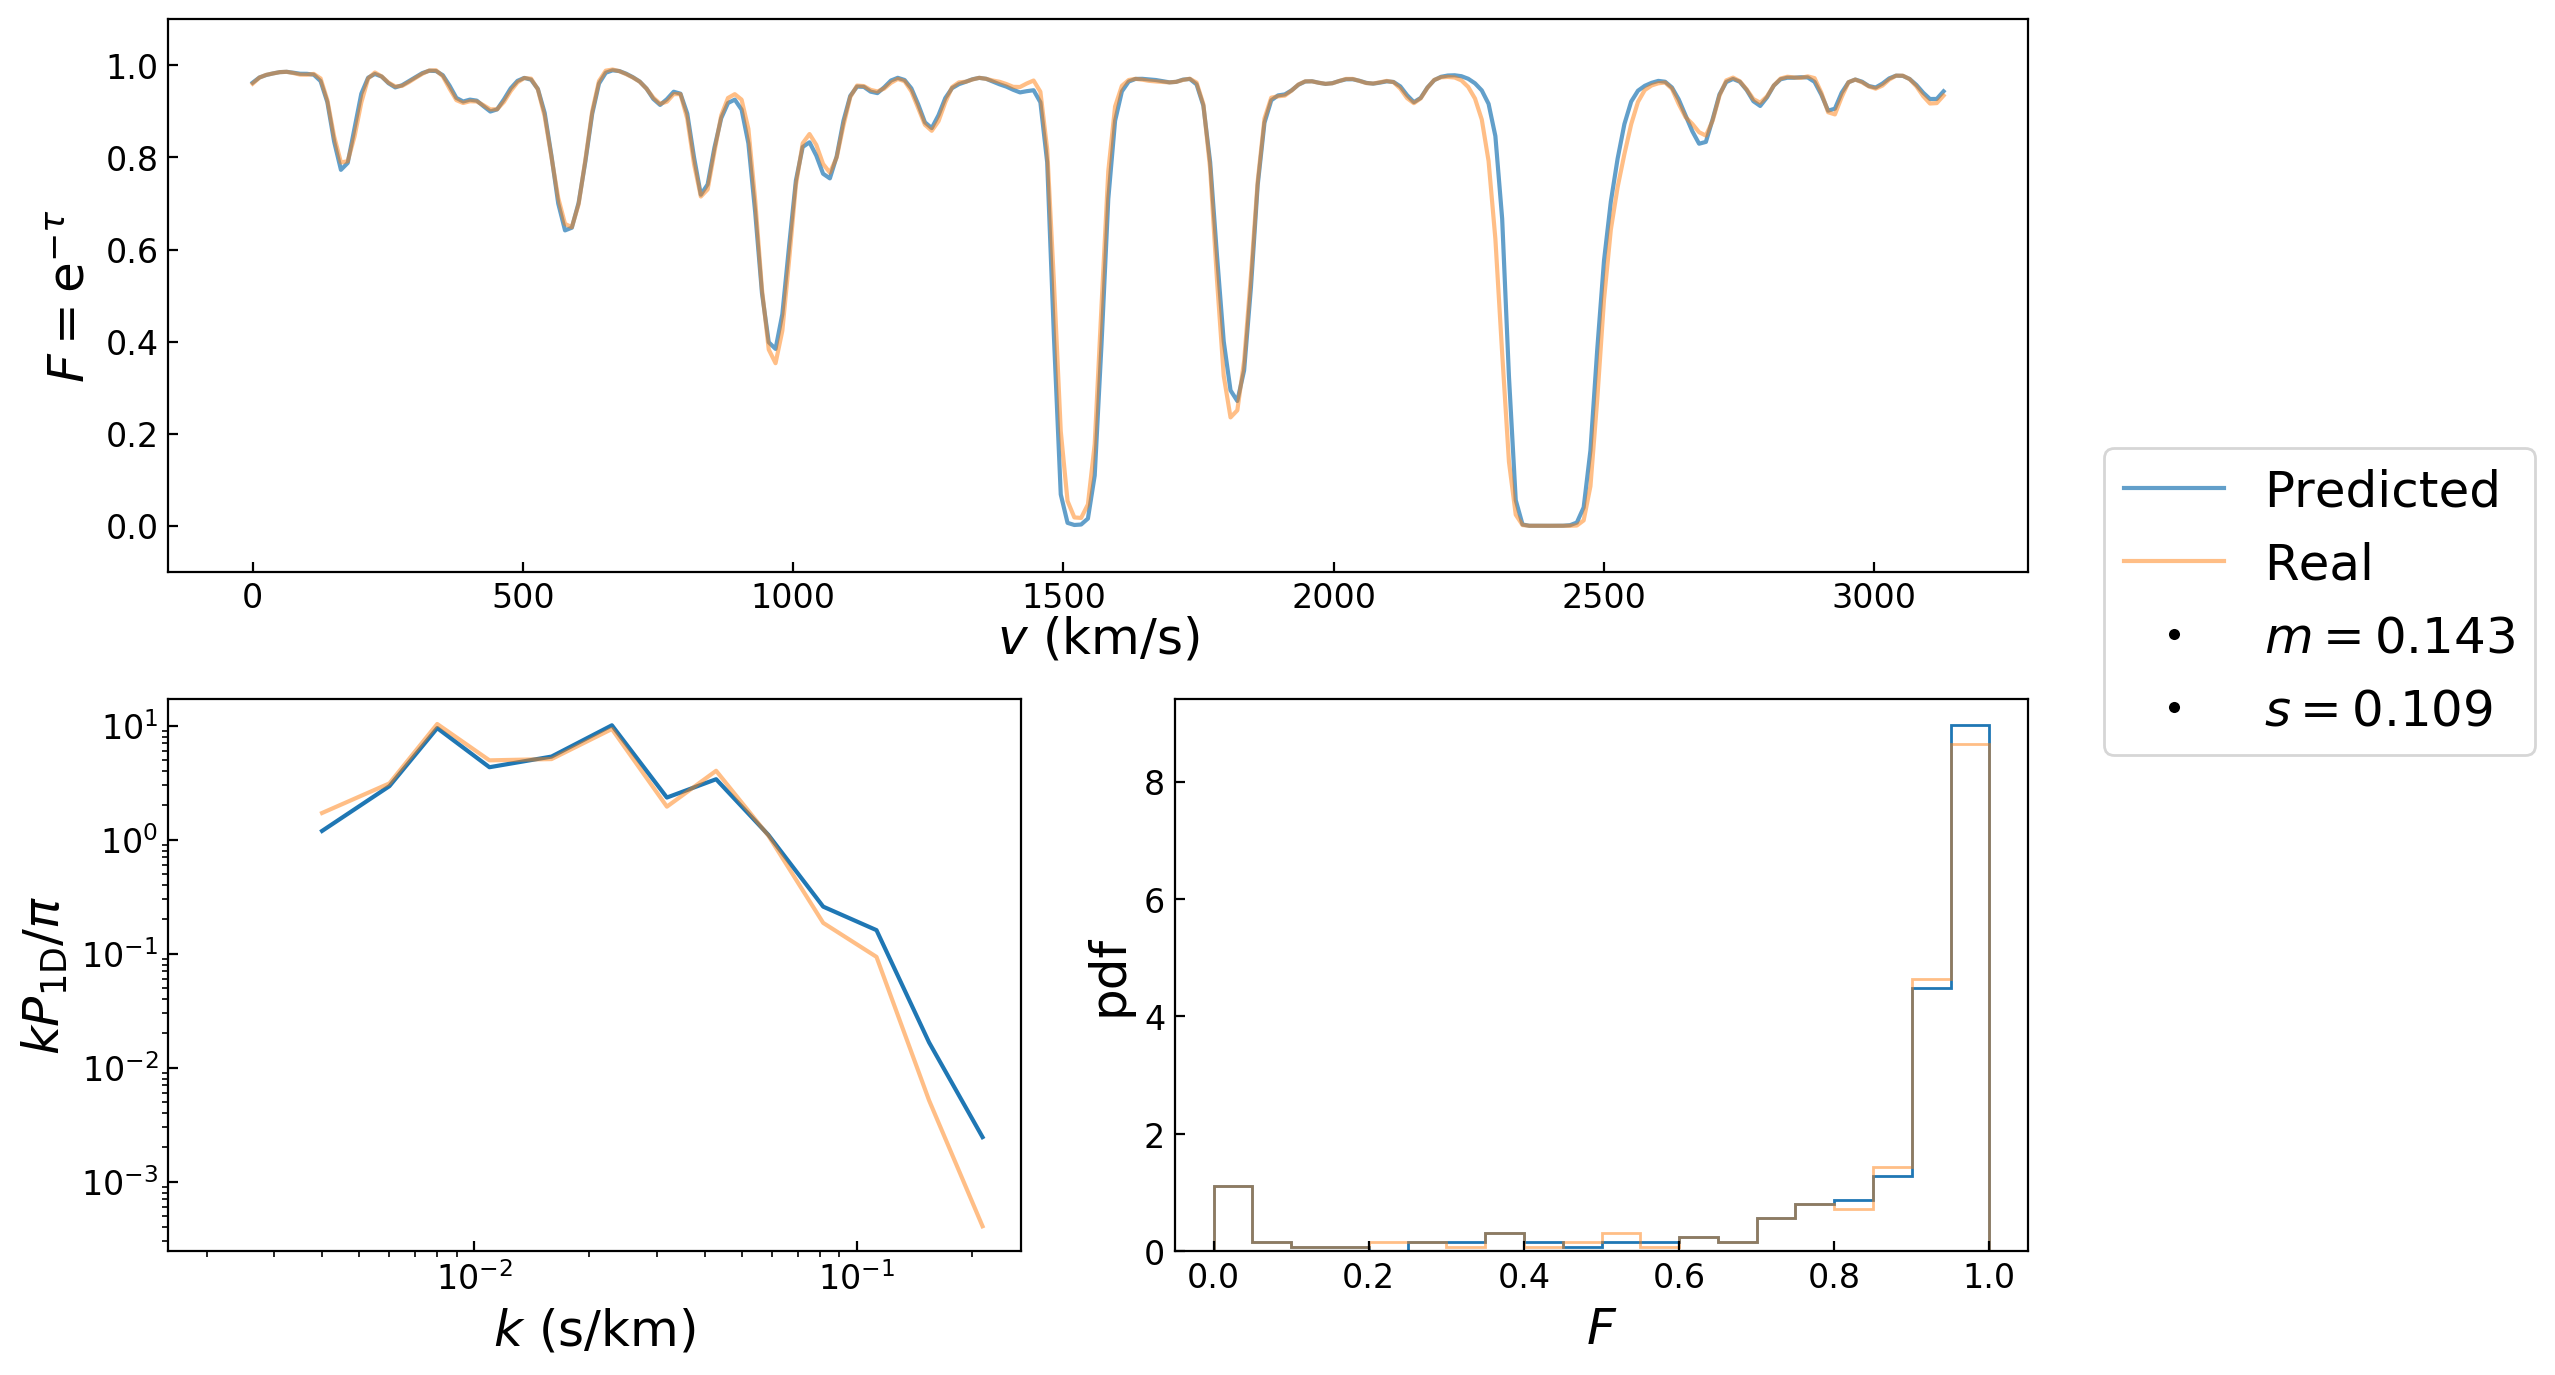 F = e^{−τ}
1.0
0.8
0.6
0.4
0.2
0.0
0 500 1000 1500 2000 2500 3000
v (km/s)
Predicted
Real
m = 0.143
s = 0.109
kP_{1D}/π
10^1
10^0
10^{−1}
10^{−2}
10^{−3}
10^{−2} 10^{−1}
k (s/km)
pdf
8
6
4
2
0
0.0 0.2 0.4 0.6 0.8 1.0
F